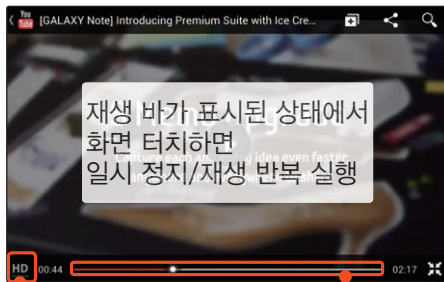 You Tube [GALAXY Note] Introducing Premium Suite with Ice Cre...
재생 바가 표시된 상태에서
화면 터치하면
일시 정지/재생 반복 실행
HD 00:44 02:17